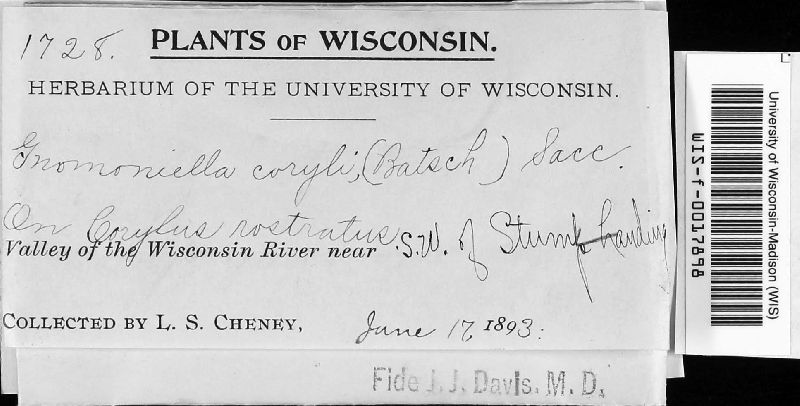 1728. PLANTS OF WISCONSIN.
HERBARIUM OF THE UNIVERSITY OF WISCONSIN.
Gnomoniella coryli, (Batsch) Sacc.
On Corylus rostratus.
Valley of the Wisconsin River near S.W. of Stump Landing
COLLECTED BY L. S. CHENEY, June 17, 1893.
Fide J. J. Davis, M. D.
University of Wisconsin-Madison (WIS)
WIS-f-0017898